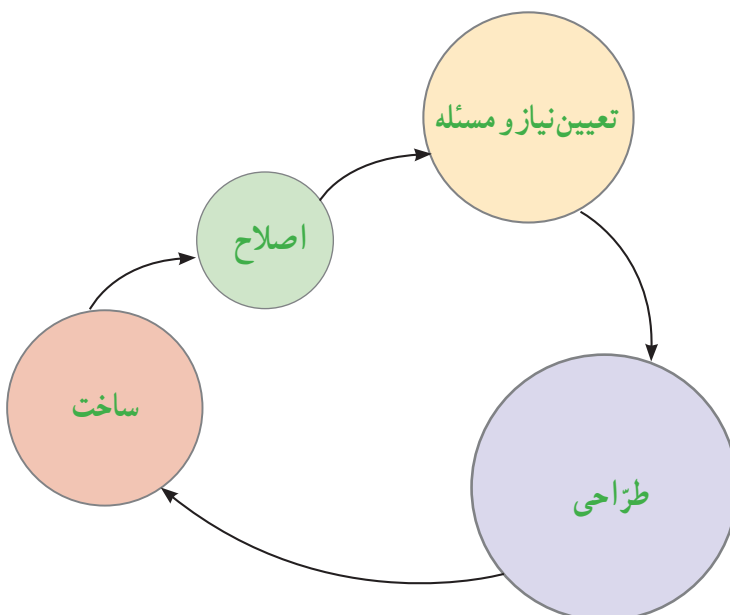 تعیین نیاز و مسئله
اصلاح
ساخت
طرّاحی